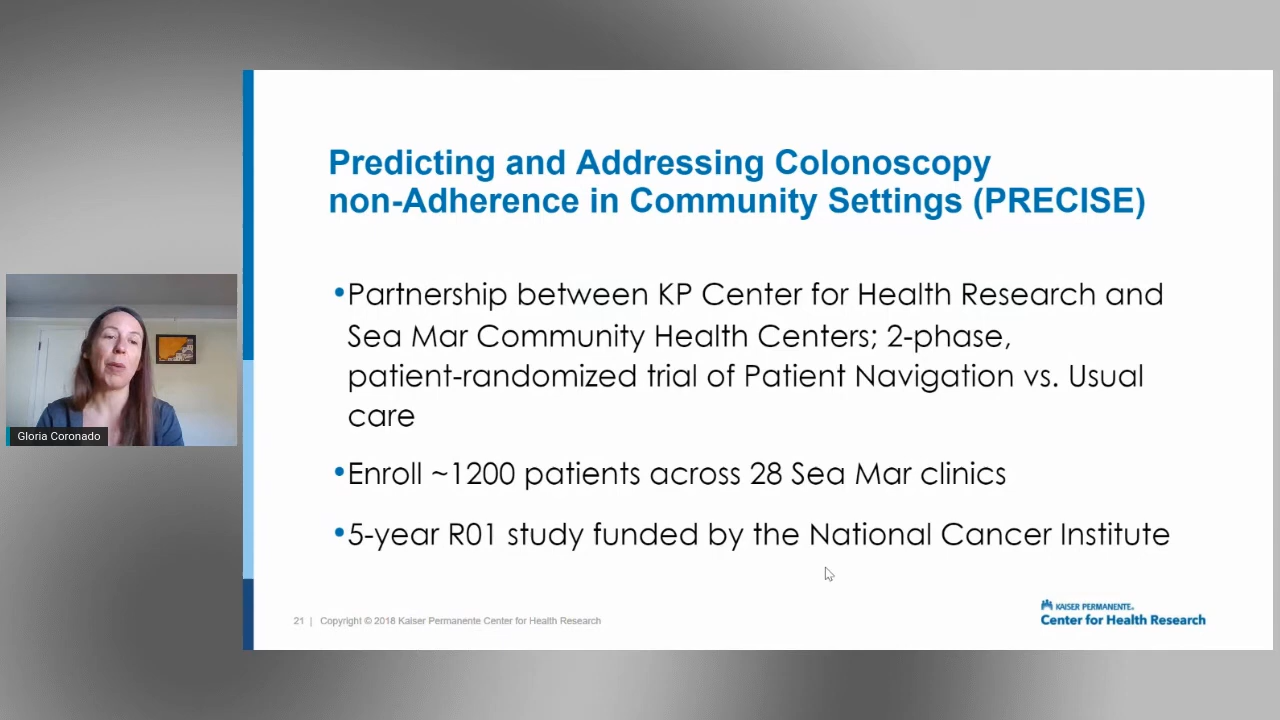 Predicting and Addressing Colonoscopy
non-Adherence in Community Settings (PRECISE)
•Partnership between KP Center for Health Research and
Sea Mar Community Health Centers; 2-phase,
patient-randomized trial of Patient Navigation vs. Usual
care
•Enroll ~1200 patients across 28 Sea Mar clinics
•5-year R01 study funded by the National Cancer Institute
Gloria Coronado
21 | Copyright © 2018 Kaiser Permanente Center for Health Research
KAISER PERMANENTE®
Center for Health Research